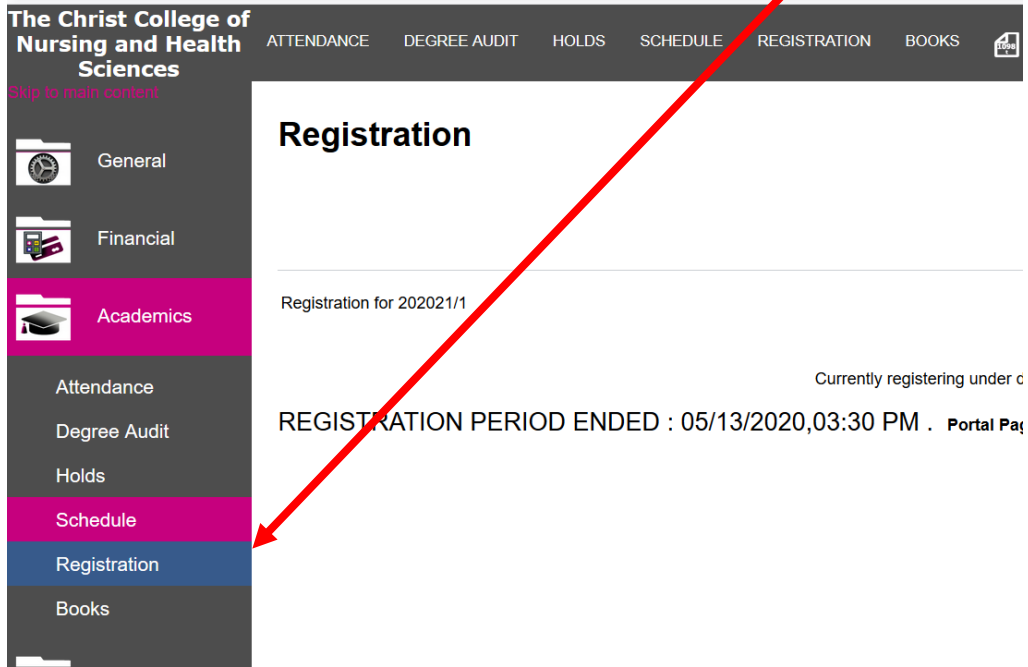 The Christ College of
Nursing and Health
Sciences
Skip to main content
ATTENDANCE DEGREE AUDIT HOLDS SCHEDULE REGISTRATION BOOKS
1098
General
Financial
Academics
Attendance
Degree Audit
Holds
Schedule
Registration
Books
Registration
Registration for 202021/1
Currently registering under
REGISTRATION PERIOD ENDED : 05/13/2020,03:30 PM . Portal